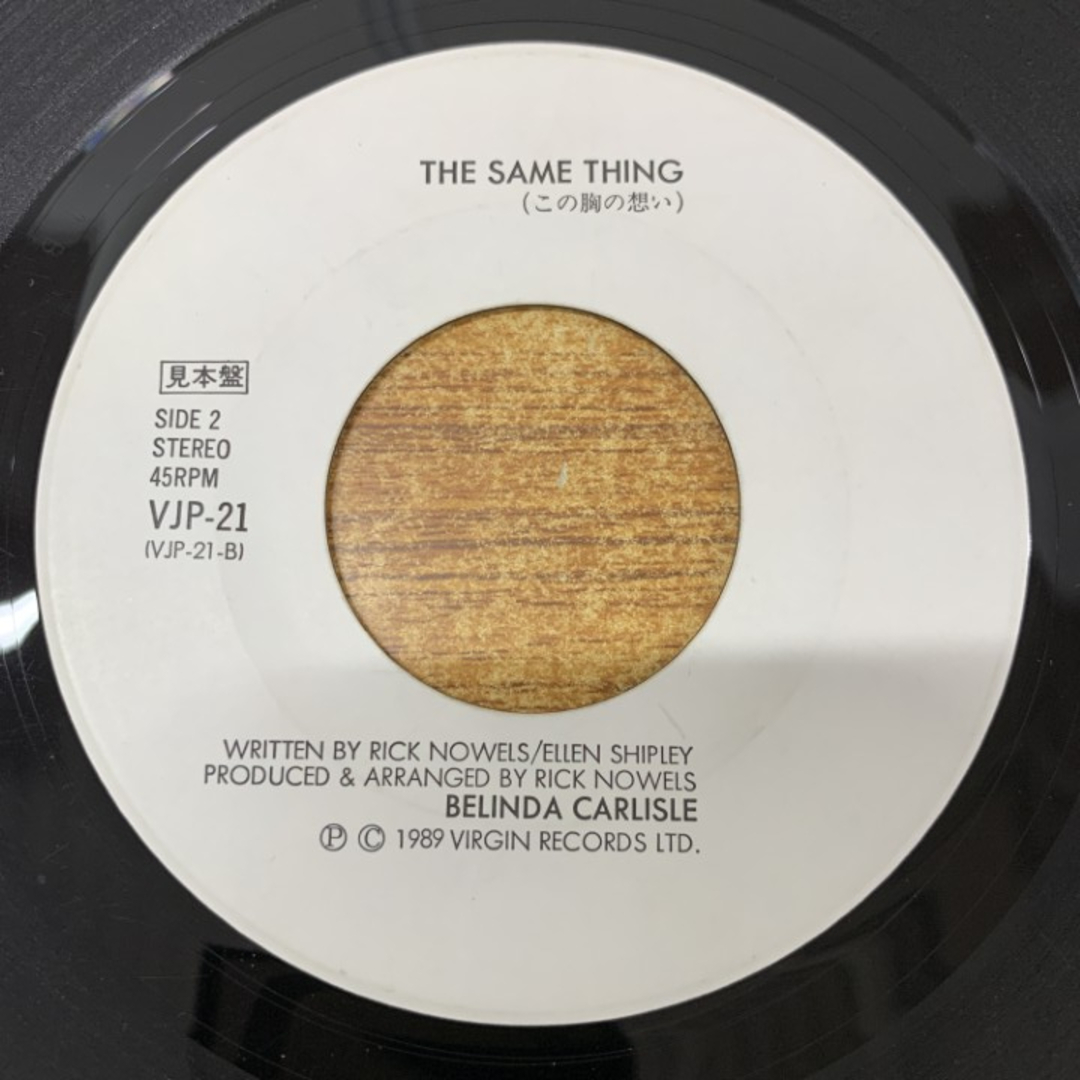 THE SAME THING
(この胸の想い)
見本盤
SIDE 2
STEREO
45RPM
VJP-21
(VJP-21-B)
WRITTEN BY RICK NOWELS/ELLEN SHIPLEY
PRODUCED & ARRANGED BY RICK NOWELS
BELINDA CARLISLE
Ⓟ © 1989 VIRGIN RECORDS LTD.